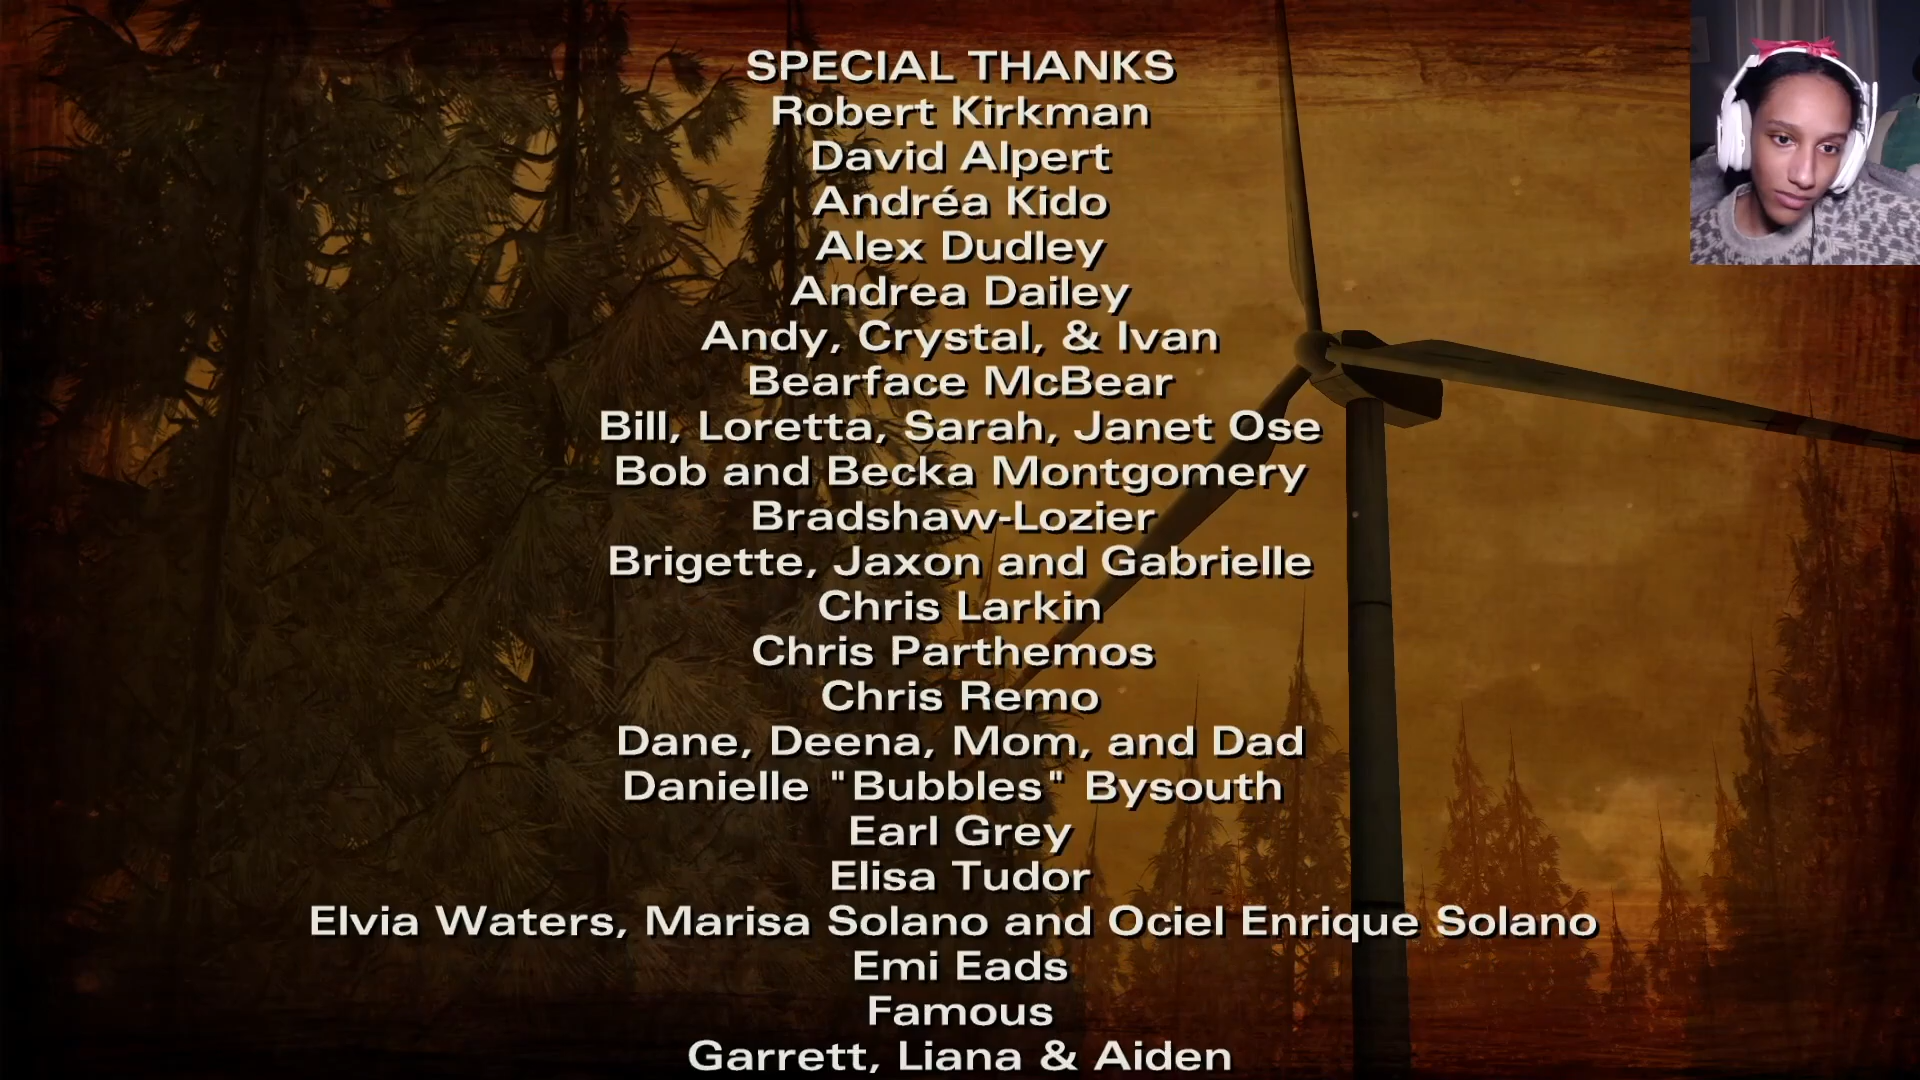 SPECIAL THANKS
Robert Kirkman
David Alpert
Andréa Kido
Alex Dudley
Andrea Dailey
Andy, Crystal, & Ivan
Bearface McBear
Bill, Loretta, Sarah, Janet Ose
Bob and Becka Montgomery
Bradshaw-Lozier
Brigette, Jaxon and Gabrielle
Chris Larkin
Chris Parthemos
Chris Remo
Dane, Deena, Mom, and Dad
Danielle "Bubbles" Bysouth
Earl Grey
Elisa Tudor
Elvia Waters, Marisa Solano and Ociel Enrique Solano
Emi Eads
Famous
Garrett, Liana & Aiden